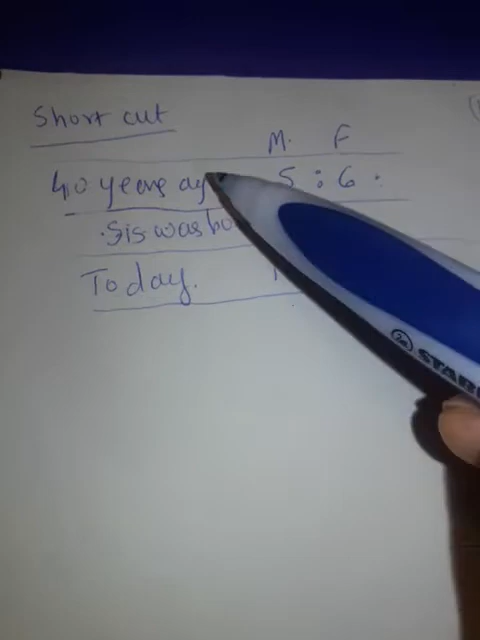 Short cut
M. F
40 years 5 : 6 .
Sis was
Today.